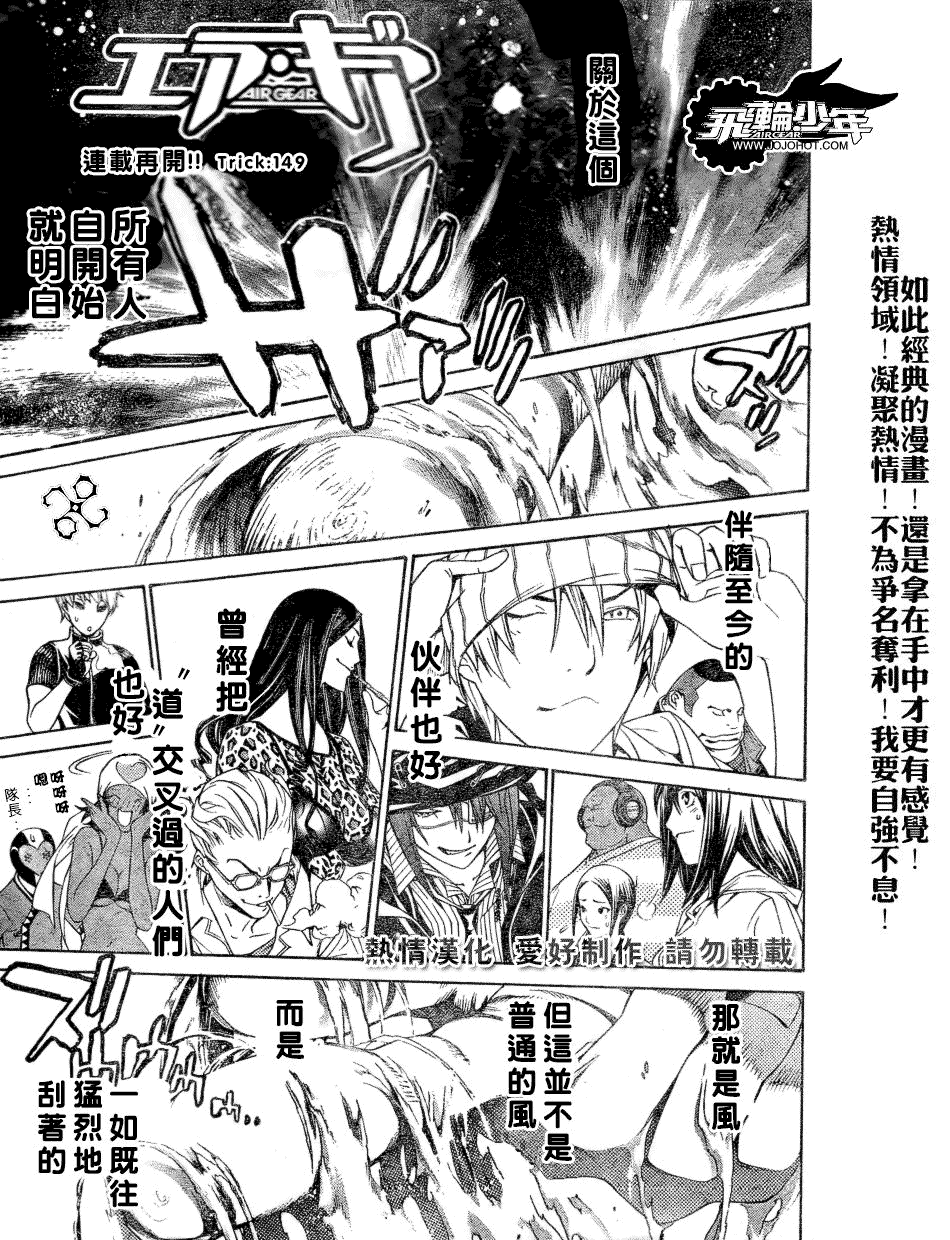 エア・ギア
AIR GEAR
連載再開!! Trick:149
飛輪少年
AIRGEAR
WWW.JOJOHOT.COM
如此經典的漫畫！還是拿在手中才更有感覺！
熱情領域！凝聚熱情！不為爭名奪利！我要自強不息！
關於這個
所有人
自開始
就明白
伴隨至今的
伙伴也好
曾經把
〝道〞交叉過的人們
也好
呀呀呀
嗯…
隊長…
熱情漢化 愛好制作 請勿轉載
那就是風
但這並不是
普通的風
而是
一如既往
猛烈地
刮著的